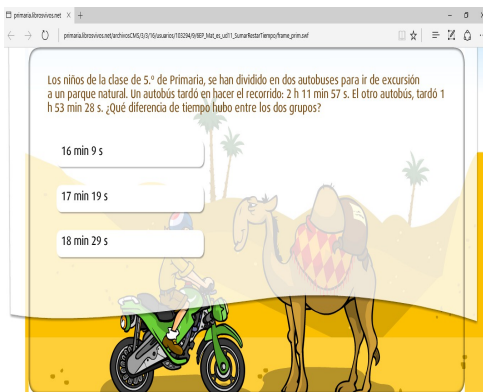 primaria.librosvivos.net
primaria.librosvivos.net/archivosCMS/3/3/16/usuarios/103294/9/8EP_Mat_es_ud11_SumarRestarTiempo/frame_prim.swf
Los niños de la clase de 5.º de Primaria, se han dividido en dos autobuses para ir de excursión
a un parque natural. Un autobús tardó en hacer el recorrido: 2 h 11 min 57 s. El otro autobús, tardó 1
h 53 min 28 s. ¿Qué diferencia de tiempo hubo entre los dos grupos?
16 min 9 s
17 min 19 s
18 min 29 s